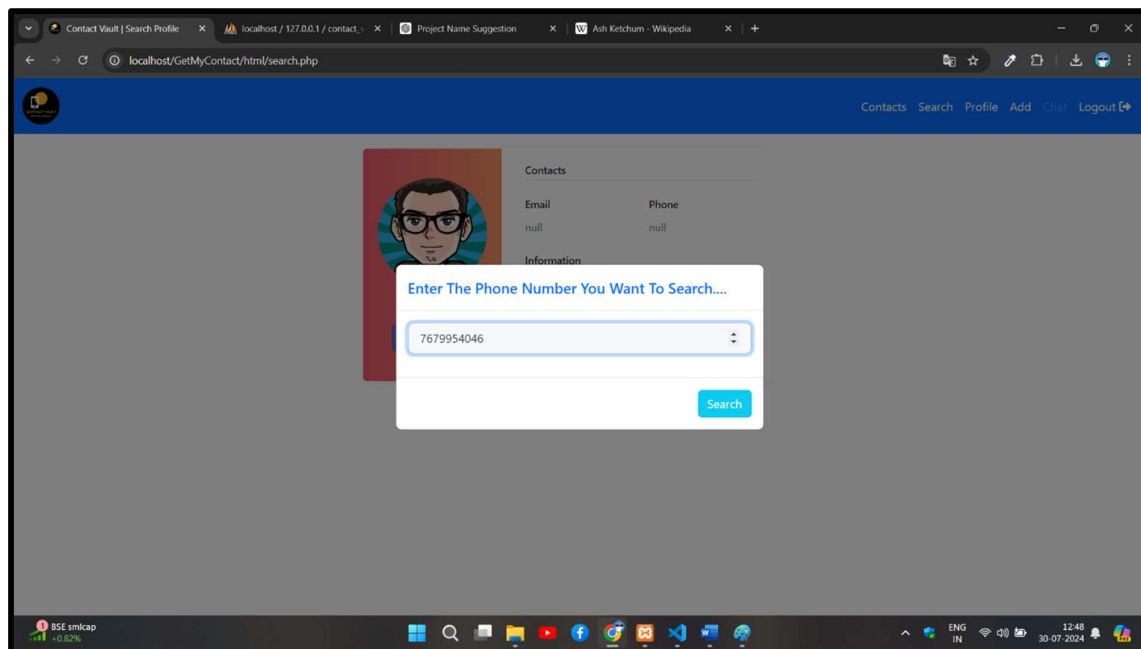 Contact Vault | Search Profile
localhost / 127.0.0.1 / contact_v
Project Name Suggestion
Ash Ketchum - Wikipedia
localhost/GetMyContact/html/search.php
Contacts Search Profile Add Chat Logout
Contacts
Email Phone
null null
Information
Enter The Phone Number You Want To Search....
7679954046
Search
1 BSE smlcap
+0.82%
ENG
IN
12:48
30-07-2024